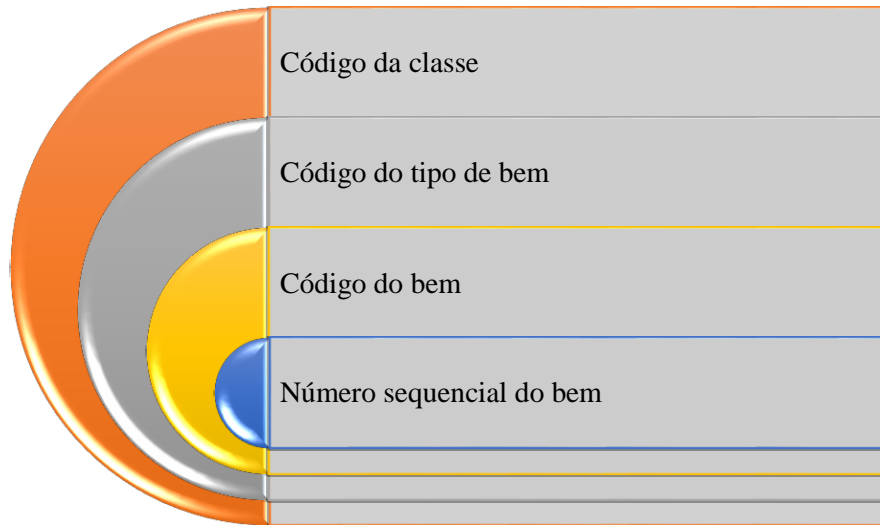 Código da classe
Código do tipo de bem
Código do bem
Número sequencial do bem